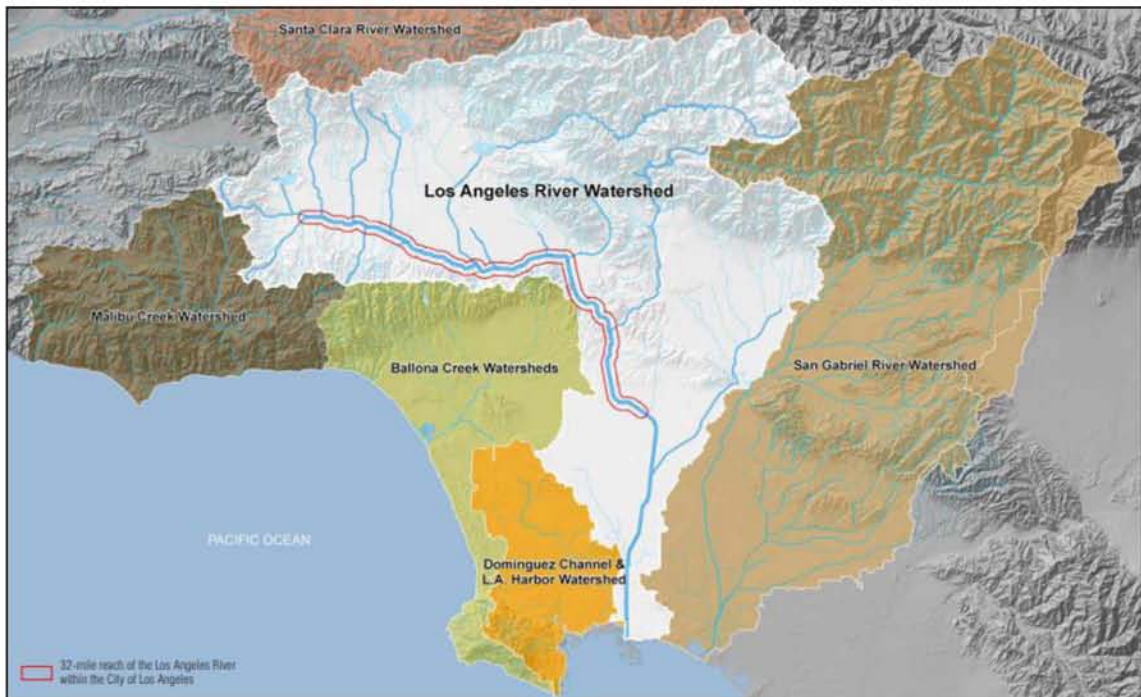 Santa Clara River Watershed
Los Angeles River Watershed
Malibu Creek Watershed
Ballona Creek Watersheds
San Gabriel River Watershed
PACIFIC OCEAN
Dominguez Channel &
L.A. Harbor Watershed
32-mile reach of the Los Angeles River
within the City of Los Angeles